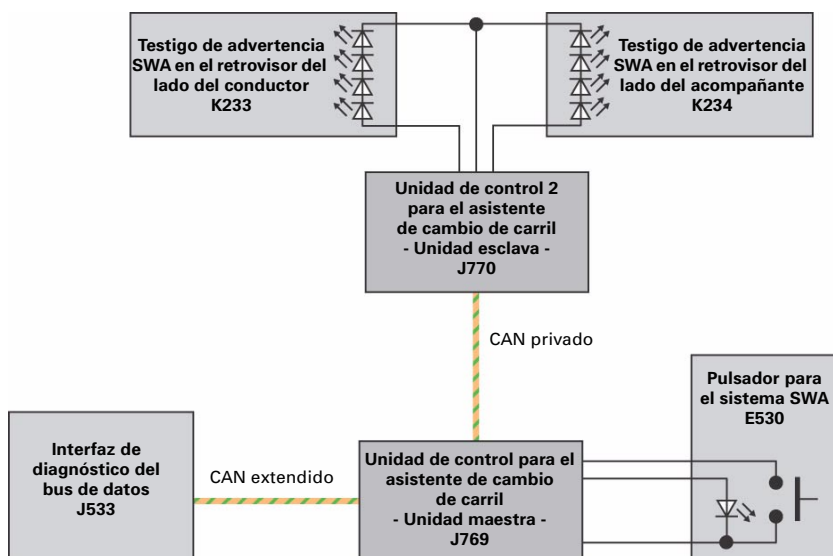 Testigo de advertencia
SWA en el retrovisor del
lado del conductor
K233
Testigo de advertencia
SWA en el retrovisor del
lado del acompañante
K234
Unidad de control 2
para el asistente
de cambio de carril
- Unidad esclava -
J770
CAN privado
Pulsador para
el sistema SWA
E530
Interfaz de
diagnóstico del
bus de datos
J533
CAN extendido
Unidad de control para el
asistente de cambio
de carril
- Unidad maestra -
J769